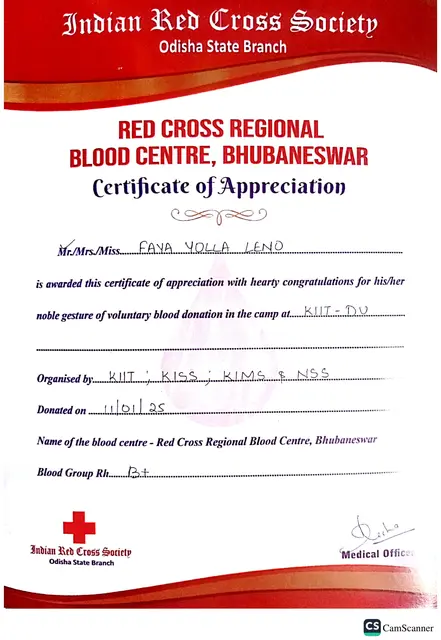 Indian Red Cross Society
Odisha State Branch
RED CROSS REGIONAL
BLOOD CENTRE, BHUBANESWAR
Certificate of Appreciation
Mr./Mrs./Miss. FAYA YOLLA LENO
is awarded this certificate of appreciation with hearty congratulations for his/her
noble gesture of voluntary blood donation in the camp at KIIT - DU
Organised by KIIT ; KISS ; KIMS & NSS
Donated on 11/01/25
Name of the blood centre - Red Cross Regional Blood Centre, Bhubaneswar
Blood Group Rh. B+
Indian Red Cross Society
Odisha State Branch
Medical Office
CS CamScanner